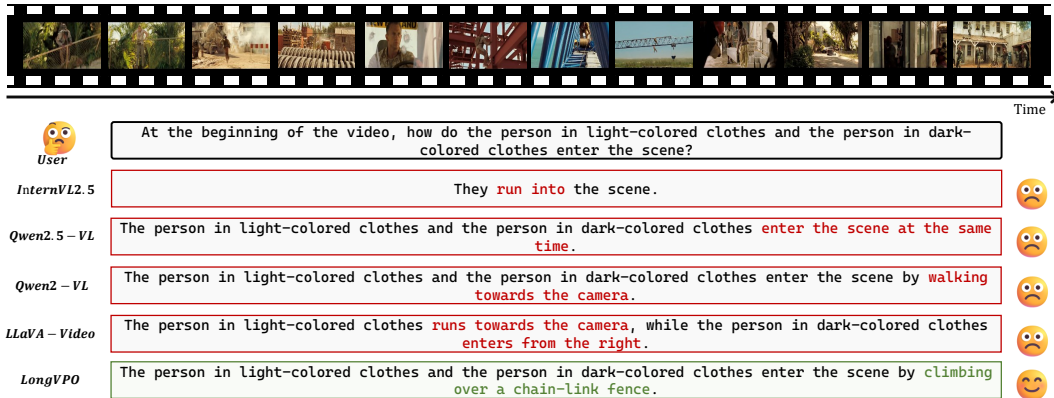 Time
At the beginning of the video, how do the person in light-colored clothes and the person in dark-
colored clothes enter the scene?
User
InternVL2.5
They run into the scene.
Qwen2.5-VL
The person in light-colored clothes and the person in dark-colored clothes enter the scene at the same
time.
Qwen2-VL
The person in light-colored clothes and the person in dark-colored clothes enter the scene by walking
towards the camera.
LLaVA-Video
The person in light-colored clothes runs towards the camera, while the person in dark-colored clothes
enters from the right.
LongVPO
The person in light-colored clothes and the person in dark-colored clothes enter the scene by climbing
over a chain-link fence.